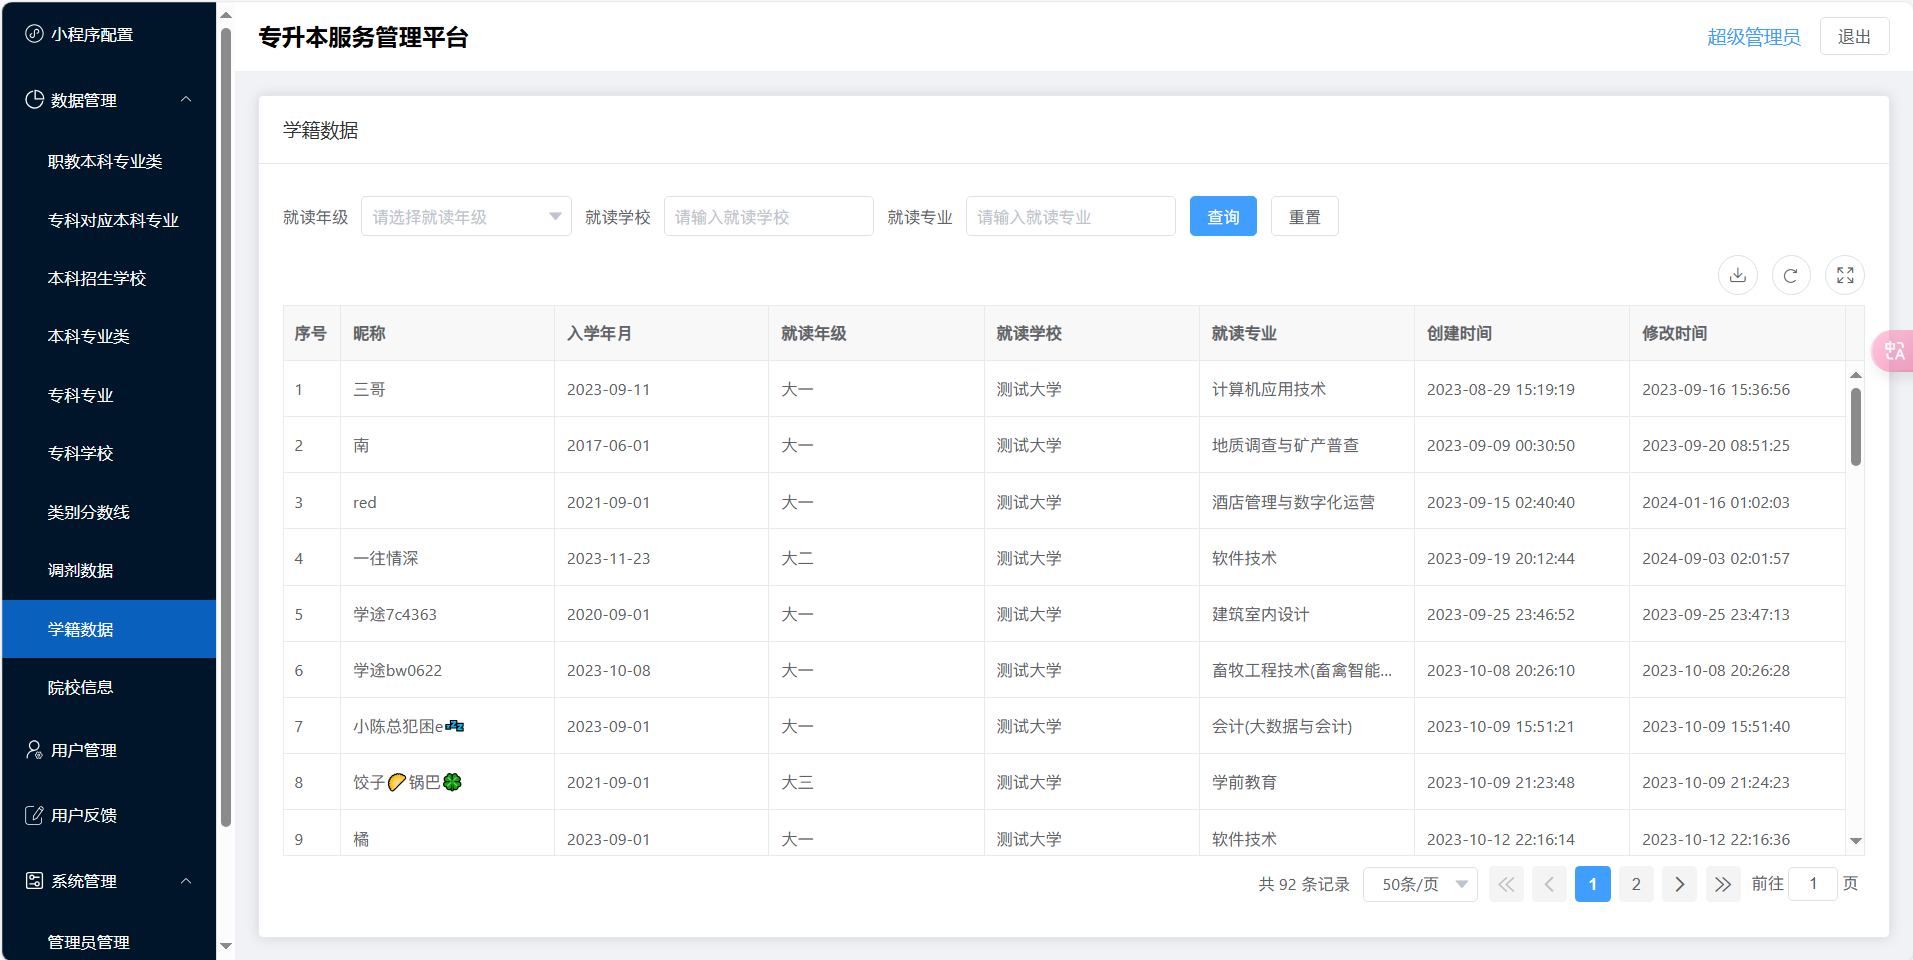 小程序配置
数据管理
职教本科专业类
专科对应本科专业
本科招生学校
本科专业类
专科专业
专科学校
类别分数线
调剂数据
学籍数据
院校信息
用户管理
用户反馈
系统管理
管理员管理
专升本服务管理平台
超级管理员 退出
学籍数据
就读年级 请选择就读年级 就读学校 请输入就读学校 就读专业 请输入就读专业 查询 重置
序号 昵称 入学年月 就读年级 就读学校 就读专业 创建时间 修改时间
1 三哥 2023-09-11 大一 测试大学 计算机应用技术 2023-08-29 15:19:19 2023-09-16 15:36:56
2 南 2017-06-01 大一 测试大学 地质调查与矿产普查 2023-09-09 00:30:50 2023-09-20 08:51:25
3 red 2021-09-01 大一 测试大学 酒店管理与数字化运营 2023-09-15 02:40:40 2024-01-16 01:02:03
4 一往情深 2023-11-23 大二 测试大学 软件技术 2023-09-19 20:12:44 2024-09-03 02:01:57
5 学途7c4363 2020-09-01 大一 测试大学 建筑室内设计 2023-09-25 23:46:52 2023-09-25 23:47:13
6 学途bw0622 2023-10-08 大一 测试大学 畜牧工程技术(畜禽智能... 2023-10-08 20:26:10 2023-10-08 20:26:28
7 小陈总犯困e💤 2023-09-01 大一 测试大学 会计(大数据与会计) 2023-10-09 15:51:21 2023-10-09 15:51:40
8 饺子🥟锅巴🍀 2021-09-01 大三 测试大学 学前教育 2023-10-09 21:23:48 2023-10-09 21:24:23
9 橘 2023-09-01 大一 测试大学 软件技术 2023-10-12 22:16:14 2023-10-12 22:16:36
共 92 条记录 50条/页 1 2 前往 1 页
中A